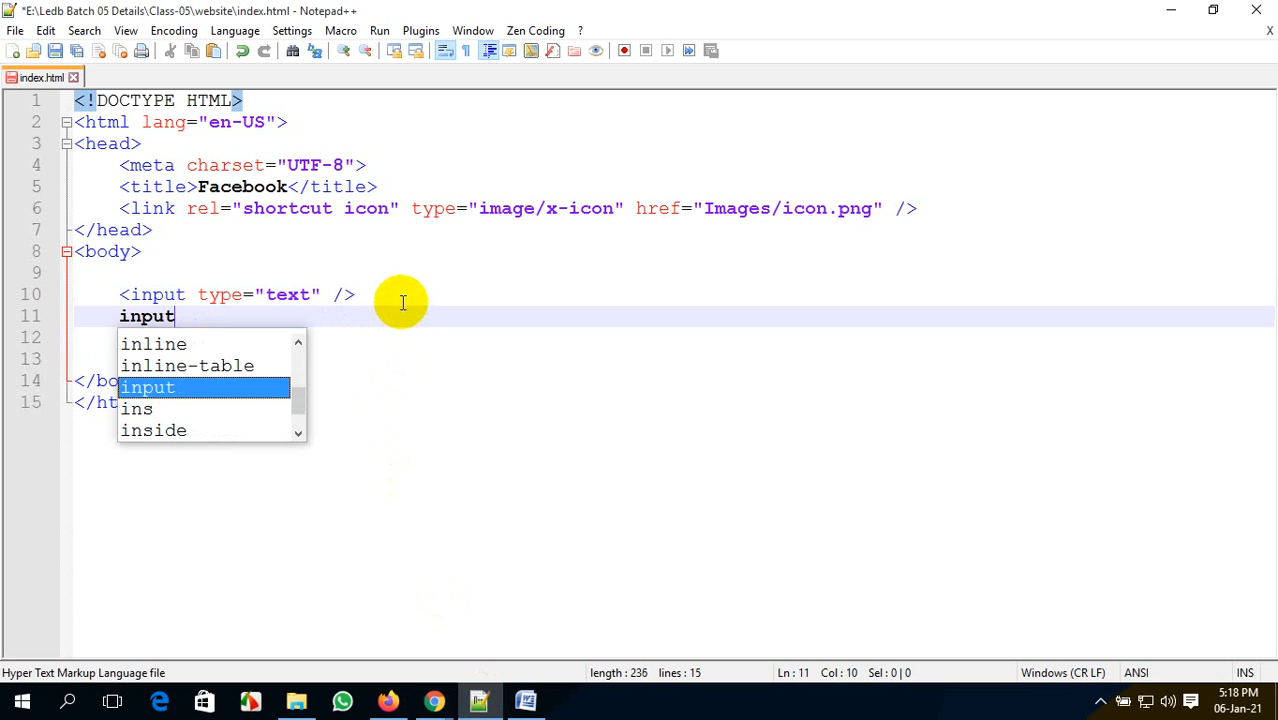 *E:\Ledb Batch 05 Details\Class-05\website\index.html - Notepad++
File Edit Search View Encoding Language Settings Macro Run Plugins Window Zen Coding ? X
index.html
1 <!DOCTYPE HTML>
2 <html lang="en-US">
3 <head>
4 <meta charset="UTF-8">
5 <title>Facebook</title>
6 <link rel="shortcut icon" type="image/x-icon" href="Images/icon.png" />
7 </head>
8 <body>
9
10 <input type="text" />
11 input
12
inline
13
inline-table
14 </bo
input
15 </ht
ins
inside
Hyper Text Markup Language file length : 236 lines : 15 Ln : 11 Col : 10 Sel : 0 | 0 Windows (CR LF) ANSI INS
5:18 PM
06-Jan-21